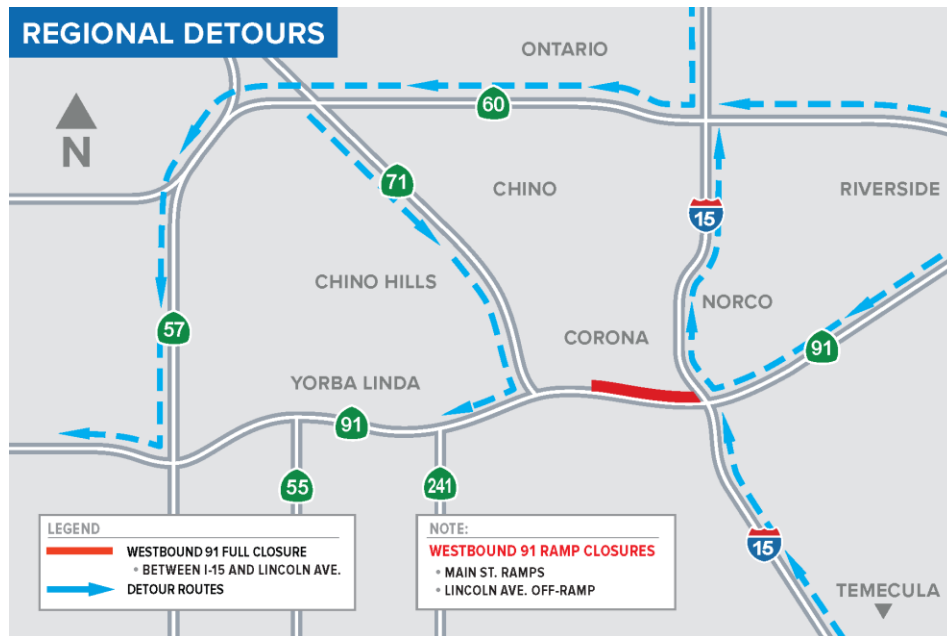 REGIONAL DETOURS
ONTARIO
60
N
71
CHINO
RIVERSIDE
15
CHINO HILLS
NORCO
57
CORONA
91
YORBA LINDA
91
55
241
15
TEMECULA
LEGEND
WESTBOUND 91 FULL CLOSURE
• BETWEEN I-15 AND LINCOLN AVE.
DETOUR ROUTES
NOTE:
WESTBOUND 91 RAMP CLOSURES
• MAIN ST. RAMPS
• LINCOLN AVE. OFF-RAMP